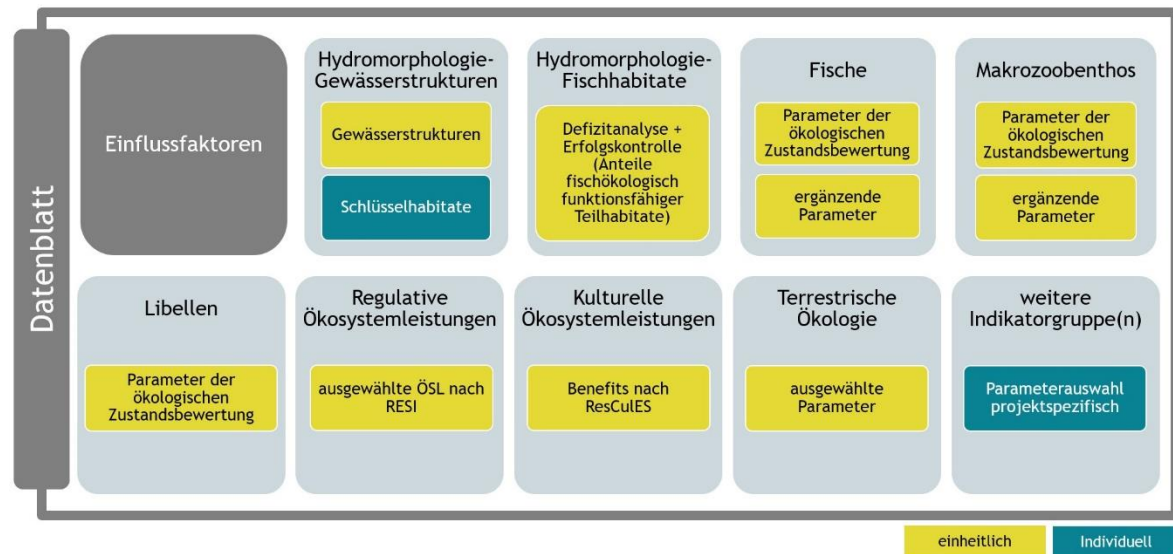 Datenblatt
Einflussfaktoren
Hydromorphologie-
Gewässerstrukturen
Gewässerstrukturen
Schlüsselhabitate
Hydromorphologie-
Fischhabitate
Defizitanalyse +
Erfolgskontrolle
(Anteile
fischökologisch
funktionsfähiger
Teilhabitate)
Fische
Parameter der
ökologischen
Zustandsbewertung
ergänzende
Parameter
Makrozoobenthos
Parameter der
ökologischen
Zustandsbewertung
ergänzende
Parameter
Libellen
Parameter der
ökologischen
Zustandsbewertung
Regulative
Ökosystemleistungen
ausgewählte ÖSL nach
RESI
Kulturelle
Ökosystemleistungen
Benefits nach
ResCulES
Terrestrische
Ökologie
ausgewählte
Parameter
weitere
Indikatorgruppe(n)
Parameterauswahl
projektspezifisch
einheitlich
Individuell